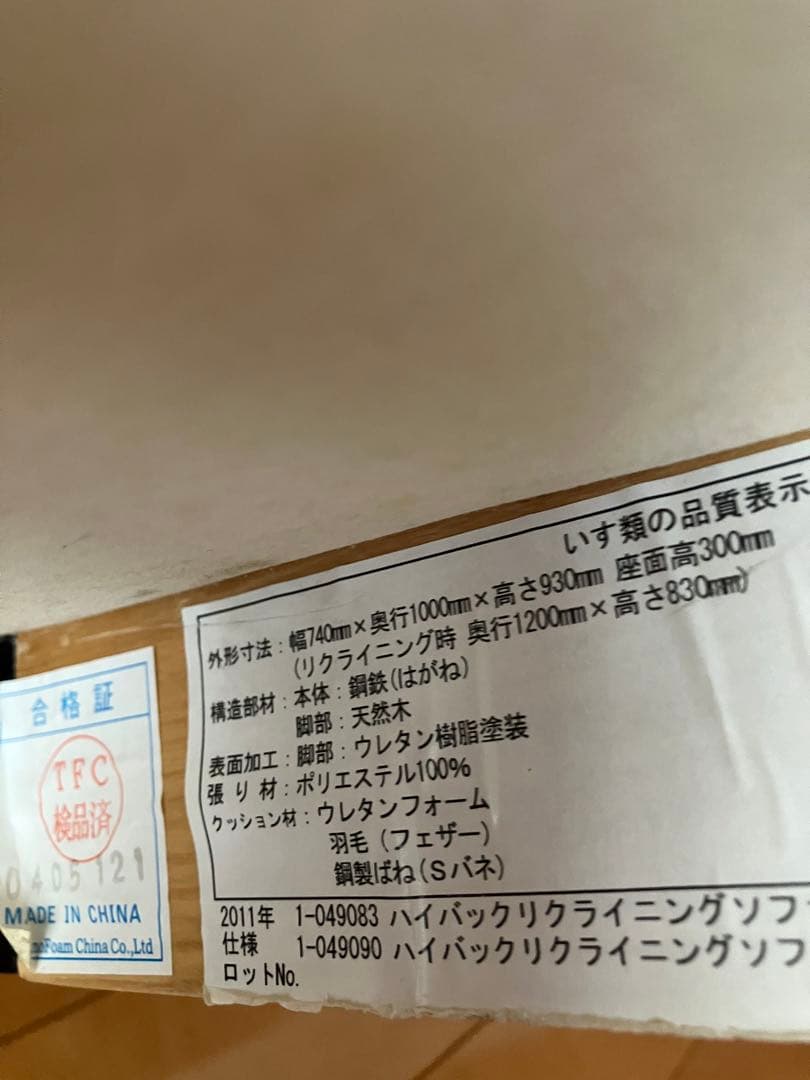 いす類の品質表示
外形寸法：幅740mm×奥行1000mm×高さ930mm 座面高300mm
(リクライニング時 奥行1200mm×高さ830mm)
構造部材：本体：鋼鉄(はがね)
脚部：天然木
表面加工：脚部：ウレタン樹脂塗装
張り材：ポリエステル100%
クッション材：ウレタンフォーム
羽毛（フェザー）
鋼製ばね(Sバネ)
2011年 1-049083 ハイバックリクライニングソファ
仕様 1-049090 ハイバックリクライニングソフ
ロットNo.
合格証
TFC
検品済
0405121
MADE IN CHINA
Foam China Co.,Ltd